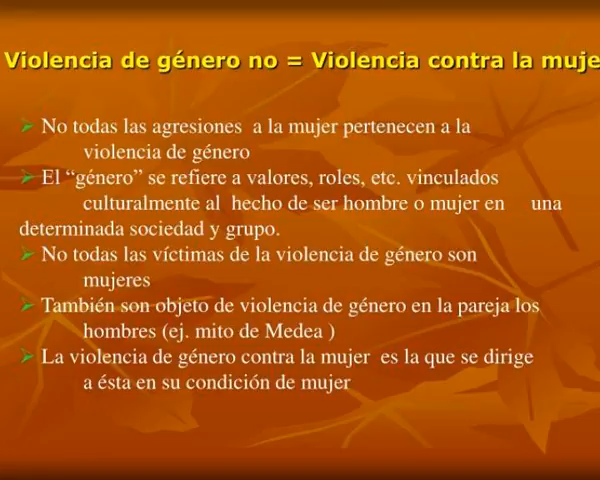 Violencia de género no = Violencia contra la muje
➢ No todas las agresiones a la mujer pertenecen a la
violencia de género
➢ El “género” se refiere a valores, roles, etc. vinculados
culturalmente al hecho de ser hombre o mujer en una
determinada sociedad y grupo.
➢ No todas las víctimas de la violencia de género son
mujeres
➢ También son objeto de violencia de género en la pareja los
hombres (ej. mito de Medea )
➢ La violencia de género contra la mujer es la que se dirige
a ésta en su condición de mujer